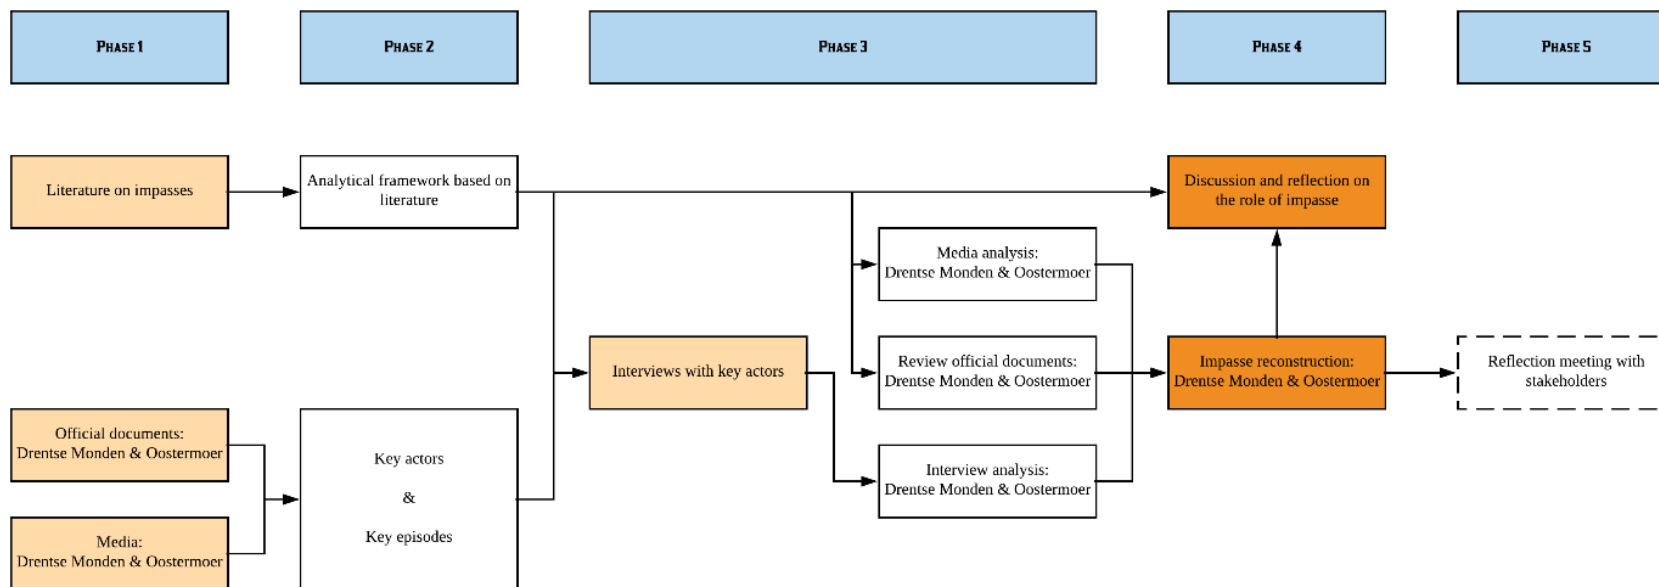 PHASE 1
PHASE 2
PHASE 3
PHASE 4
PHASE 5
Literature on impasses
Analytical framework based on
literature
Discussion and reflection on
the role of impasse
Media analysis:
Drentse Monden & Oostermoer
Interviews with key actors
Review official documents:
Drentse Monden & Oostermoer
Impasse reconstruction:
Drentse Monden & Oostermoer
Reflection meeting with
stakeholders
Official documents:
Drentse Monden & Oostermoer
Key actors
&
Key episodes
Interview analysis:
Drentse Monden & Oostermoer
Media:
Drentse Monden & Oostermoer